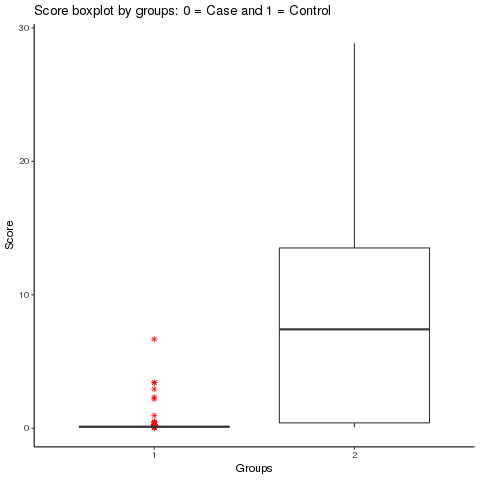 Score boxplot by groups: 0 = Case and 1 = Control
30
20
10
0
Score
1
2
Groups